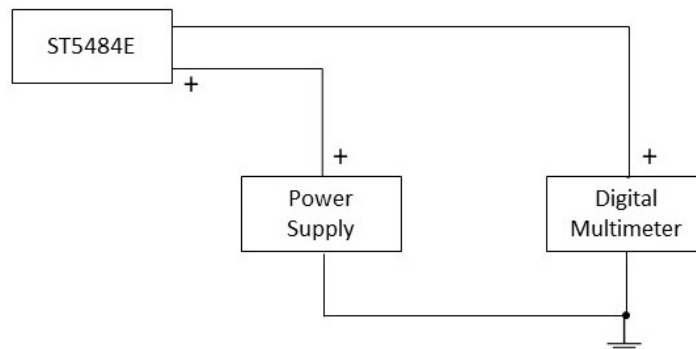 ST5484E
+
+
+
Power
Supply
Digital
Multimeter